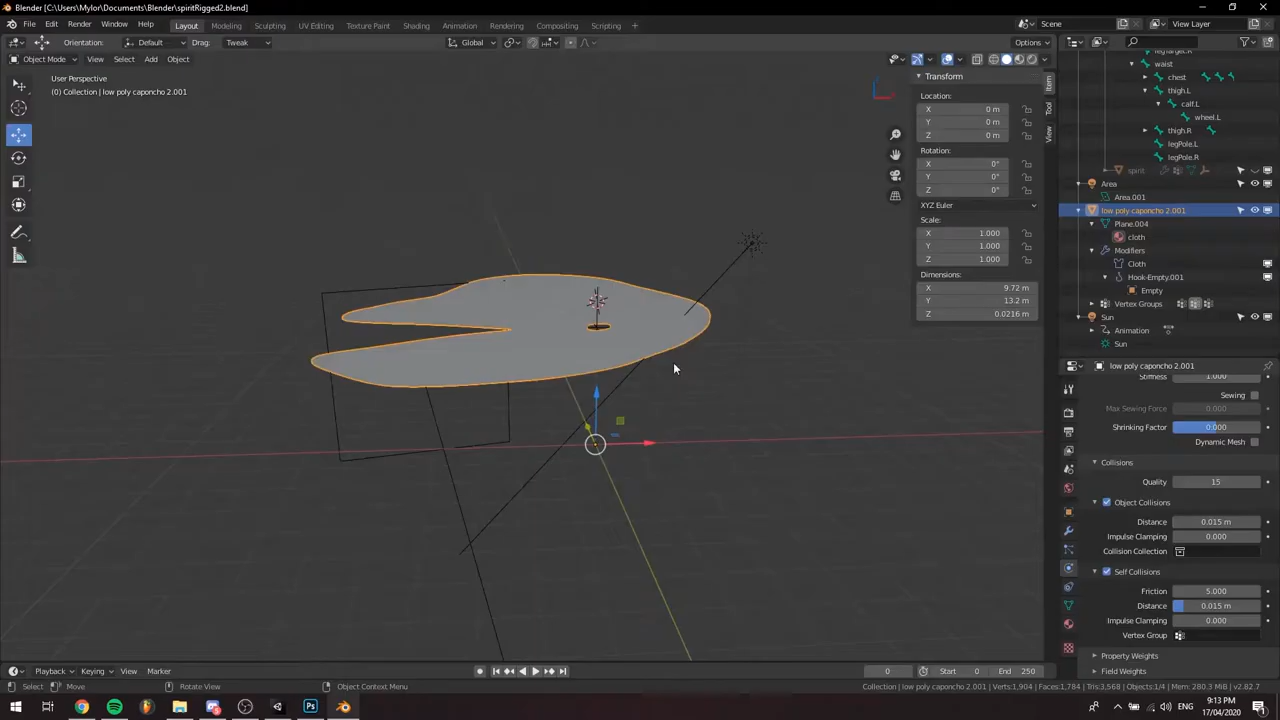 Blender [C:\Users\Mylor\Documents\Blender\spiritRigged2.blend]
File Edit Render Window Help Layout Modeling Sculpting UV Editing Texture Paint Shading Animation Rendering Compositing Scripting + Scene View Layer
Orientation: Default Drag: Tweak Global Options
Object Mode View Select Add Object
User Perspective
(0) Collection | low poly caponcho 2.001
Transform
Location:
X 0 m
Y 0 m
Z 0 m
Rotation:
X 0°
Y 0°
Z 0°
XYZ Euler
Scale:
X 1.000
Y 1.000
Z 1.000
Dimensions:
X 9.72 m
Y 13.2 m
Z 0.0216 m
Item
Tool
View
legTarget.R
waist
chest
thigh.L
calf.L
wheel.L
thigh.R
legPole.L
legPole.R
spirit
Area
Area.001
low poly caponcho 2.001
Plane.004
cloth
Modifiers
Cloth
Hook-Empty.001
Empty
Vertex Groups
Sun
Animation
Sun
low poly caponcho 2.001
Stiffness 1.000
Sewing
Max Sewing Force 0.000
Shrinking Factor 0.000
Dynamic Mesh
Collisions
Quality 15
Object Collisions
Distance 0.015 m
Impulse Clamping 0.000
Collision Collection
Self Collisions
Friction 5.000
Distance 0.015 m
Impulse Clamping 0.000
Vertex Group
Property Weights
Field Weights
Playback Keying View Marker 0 Start 0 End 250
Select Move Rotate View Object Context Menu Collection | low poly caponcho 2.001 | Verts:1,904 | Faces:1,784 | Tris:3,568 | Objects:1/4 | Mem: 280.3 MiB | v2.82.7
ENG 9:13 PM
17/04/2020